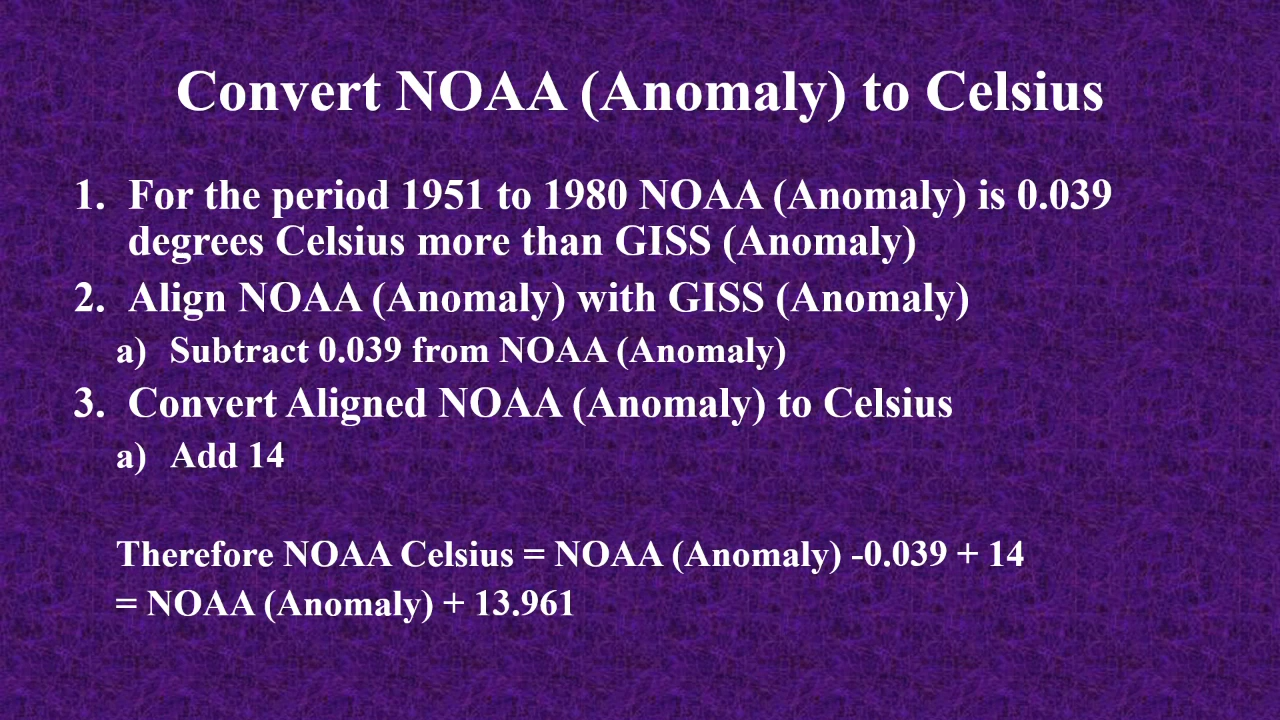 Convert NOAA (Anomaly) to Celsius
1. For the period 1951 to 1980 NOAA (Anomaly) is 0.039
degrees Celsius more than GISS (Anomaly)
2. Align NOAA (Anomaly) with GISS (Anomaly)
a) Subtract 0.039 from NOAA (Anomaly)
3. Convert Aligned NOAA (Anomaly) to Celsius
a) Add 14
Therefore NOAA Celsius = NOAA (Anomaly) -0.039 + 14
= NOAA (Anomaly) + 13.961